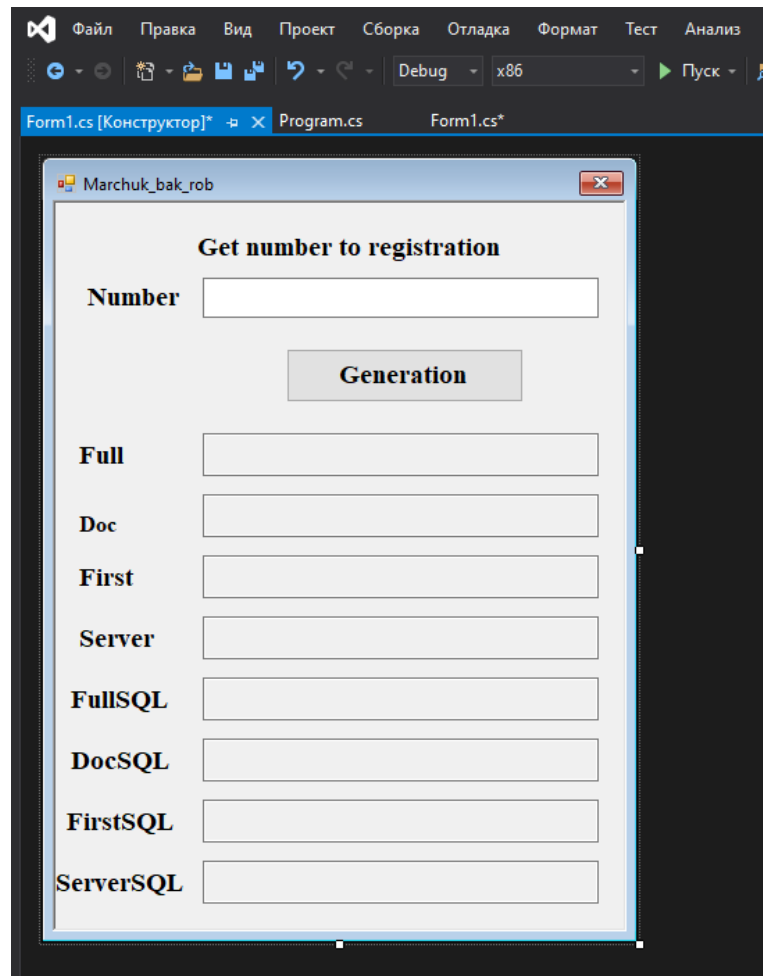 Файл Правка Вид Проект Сборка Отладка Формат Тест Анализ
Debug x86 Пуск
Form1.cs [Конструктор]* Program.cs Form1.cs*
Marchuk_bak_rob
Get number to registration
Number
Generation
Full
Doc
First
Server
FullSQL
DocSQL
FirstSQL
ServerSQL